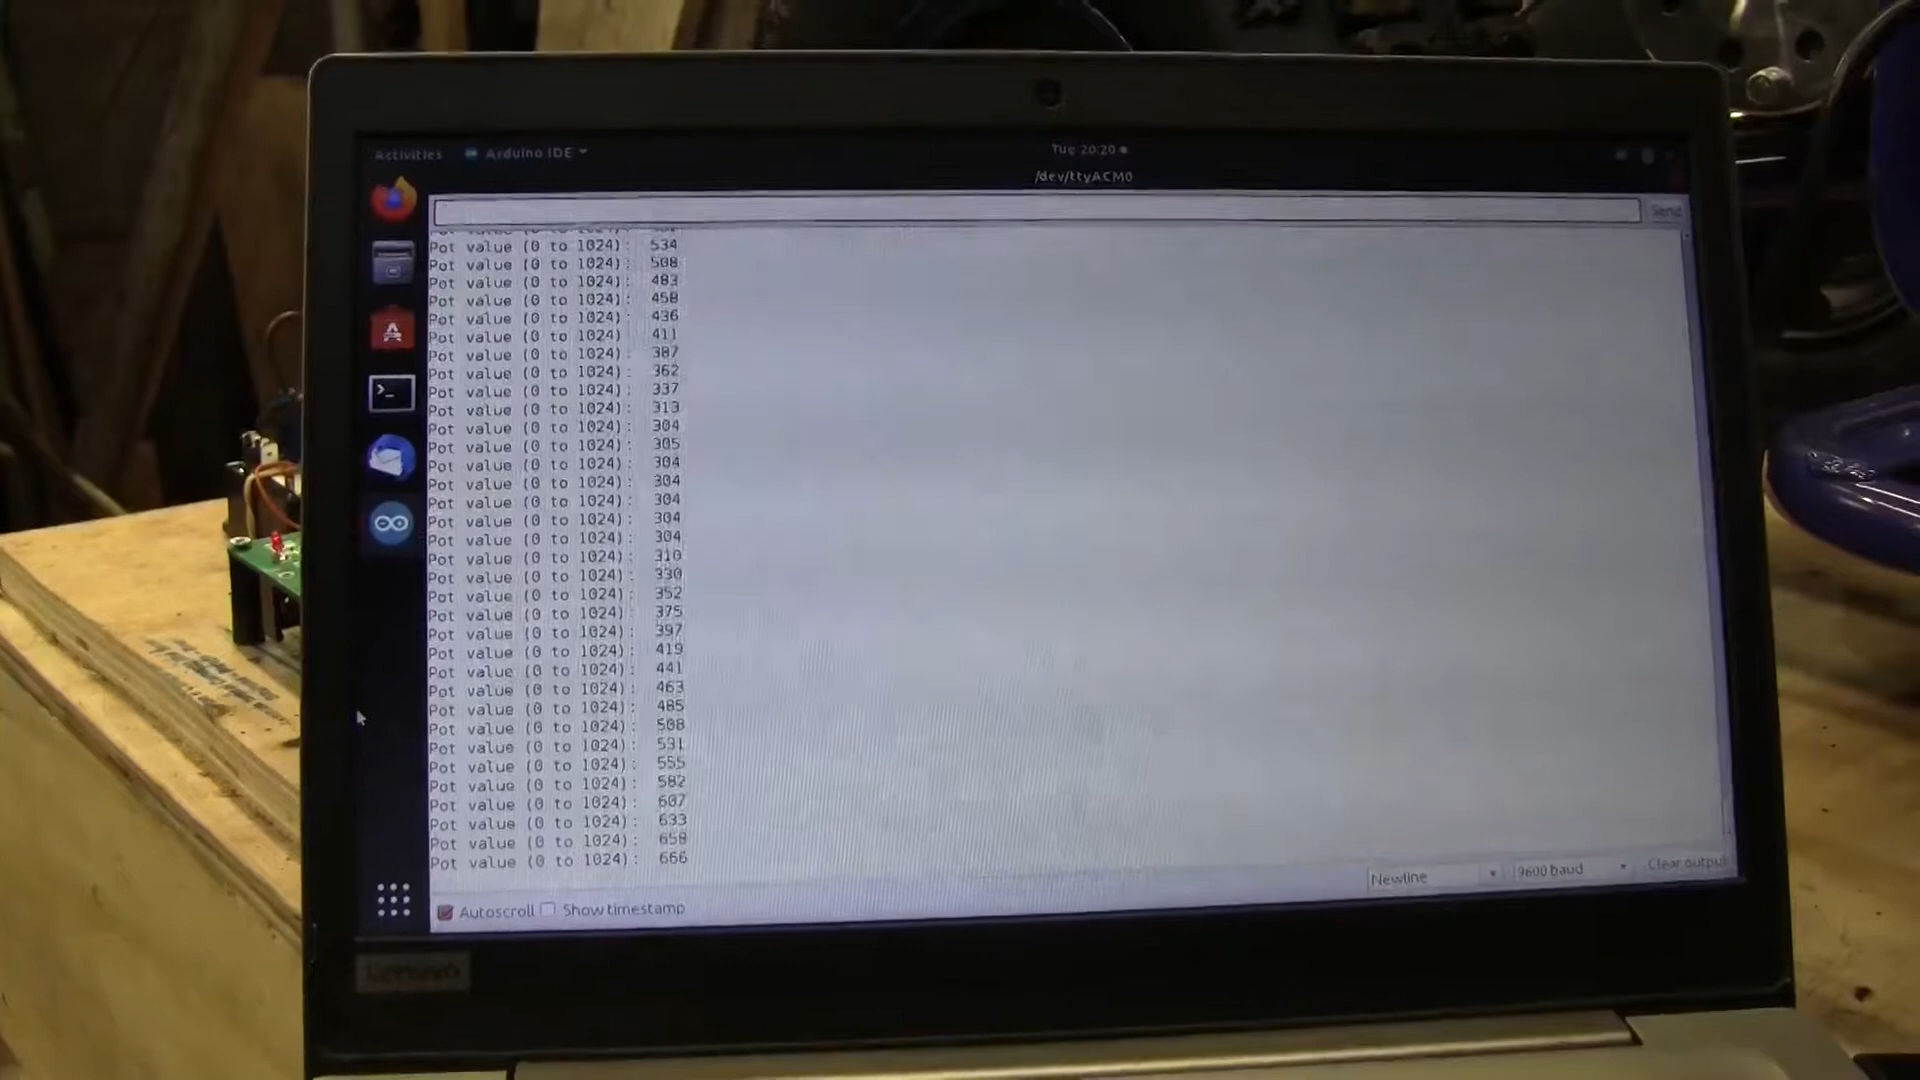 Activities Arduino IDE Tue 20:20
/dev/ttyACM0
Send
Pot value (0 to 1024): 534
Pot value (0 to 1024): 508
Pot value (0 to 1024): 483
Pot value (0 to 1024): 458
Pot value (0 to 1024): 436
Pot value (0 to 1024): 411
Pot value (0 to 1024): 387
Pot value (0 to 1024): 362
Pot value (0 to 1024): 337
Pot value (0 to 1024): 313
Pot value (0 to 1024): 304
Pot value (0 to 1024): 305
Pot value (0 to 1024): 304
Pot value (0 to 1024): 304
Pot value (0 to 1024): 304
Pot value (0 to 1024): 304
Pot value (0 to 1024): 304
Pot value (0 to 1024): 310
Pot value (0 to 1024): 330
Pot value (0 to 1024): 352
Pot value (0 to 1024): 375
Pot value (0 to 1024): 397
Pot value (0 to 1024): 419
Pot value (0 to 1024): 441
Pot value (0 to 1024): 463
Pot value (0 to 1024): 485
Pot value (0 to 1024): 508
Pot value (0 to 1024): 531
Pot value (0 to 1024): 555
Pot value (0 to 1024): 582
Pot value (0 to 1024): 607
Pot value (0 to 1024): 633
Pot value (0 to 1024): 658
Pot value (0 to 1024): 666
Autoscroll Show timestamp Newline 9600 baud Clear output
Lenovo